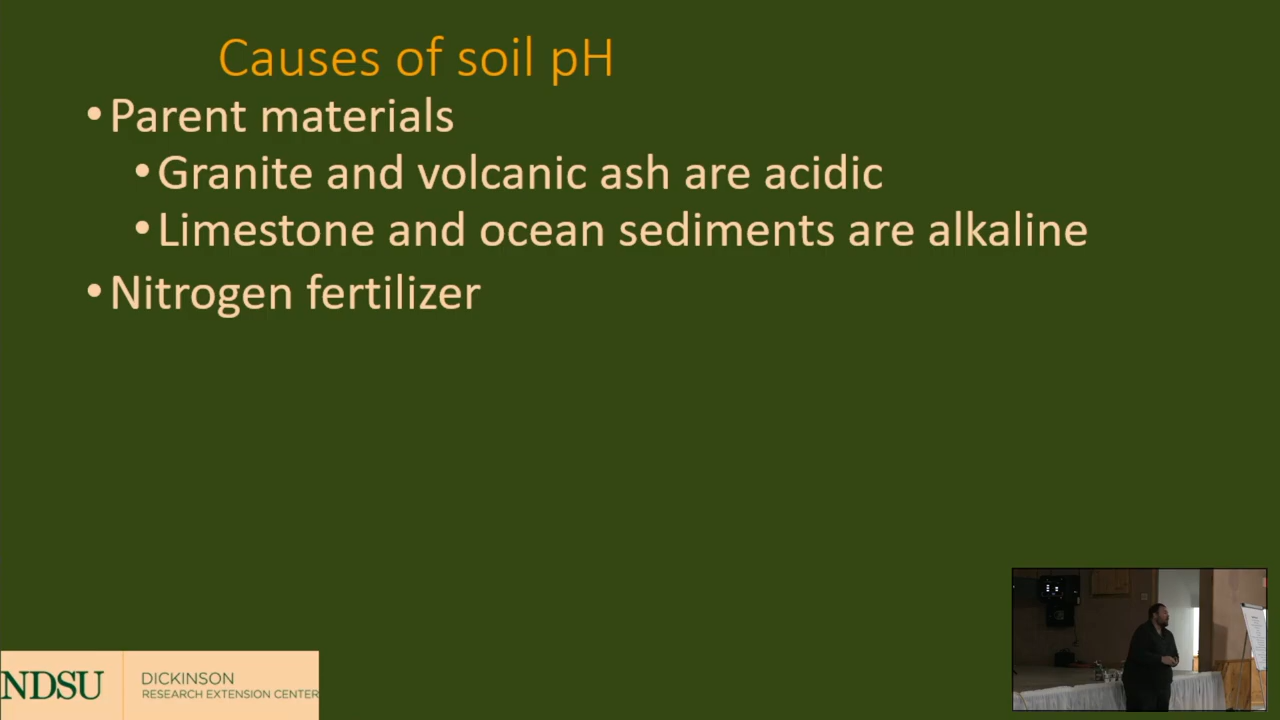 Causes of soil pH
•Parent materials
•Granite and volcanic ash are acidic
•Limestone and ocean sediments are alkaline
•Nitrogen fertilizer
NDSU
DICKINSON
RESEARCH EXTENSION CENTER